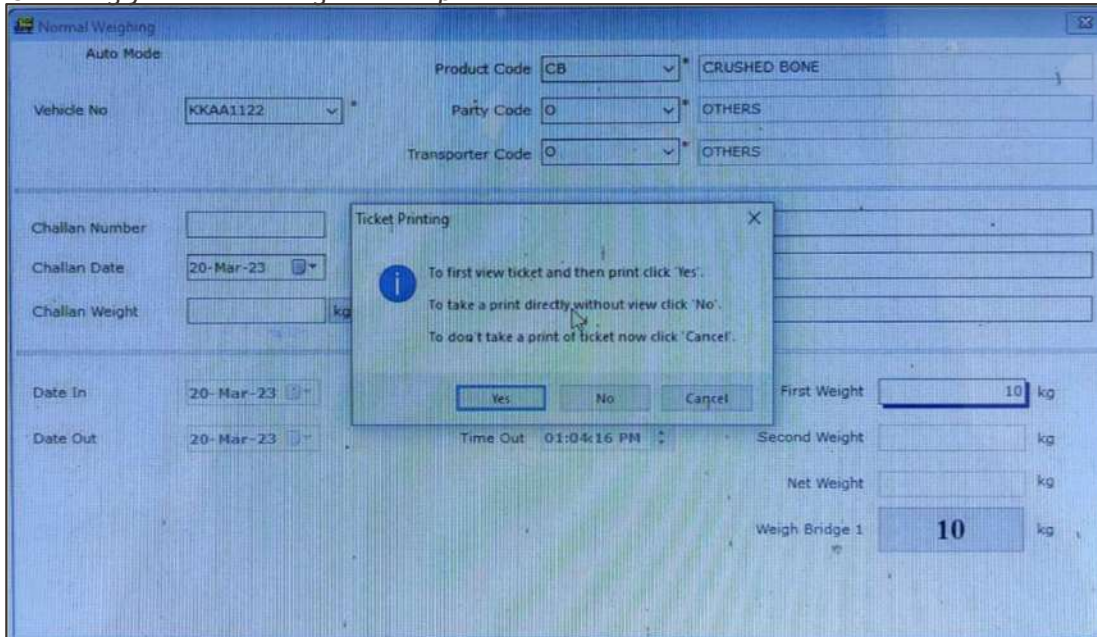 Normal Weighing
Auto Mode
Product Code CB * CRUSHED BONE
Vehicle No KKAA1122 * Party Code O * OTHERS
Transporter Code O * OTHERS
Challan Number
Challan Date 20-Mar-23
Challan Weight kg
Ticket Printing
To first view ticket and then print click 'Yes'.
To take a print directly without view click 'No'.
To don't take a print of ticket now click 'Cancel'.
Yes No Cancel
Date In 20-Mar-23 First Weight 10 kg
Date Out 20-Mar-23 Time Out 01:04:16 PM Second Weight kg
Net Weight kg
Weigh Bridge 1 10 kg